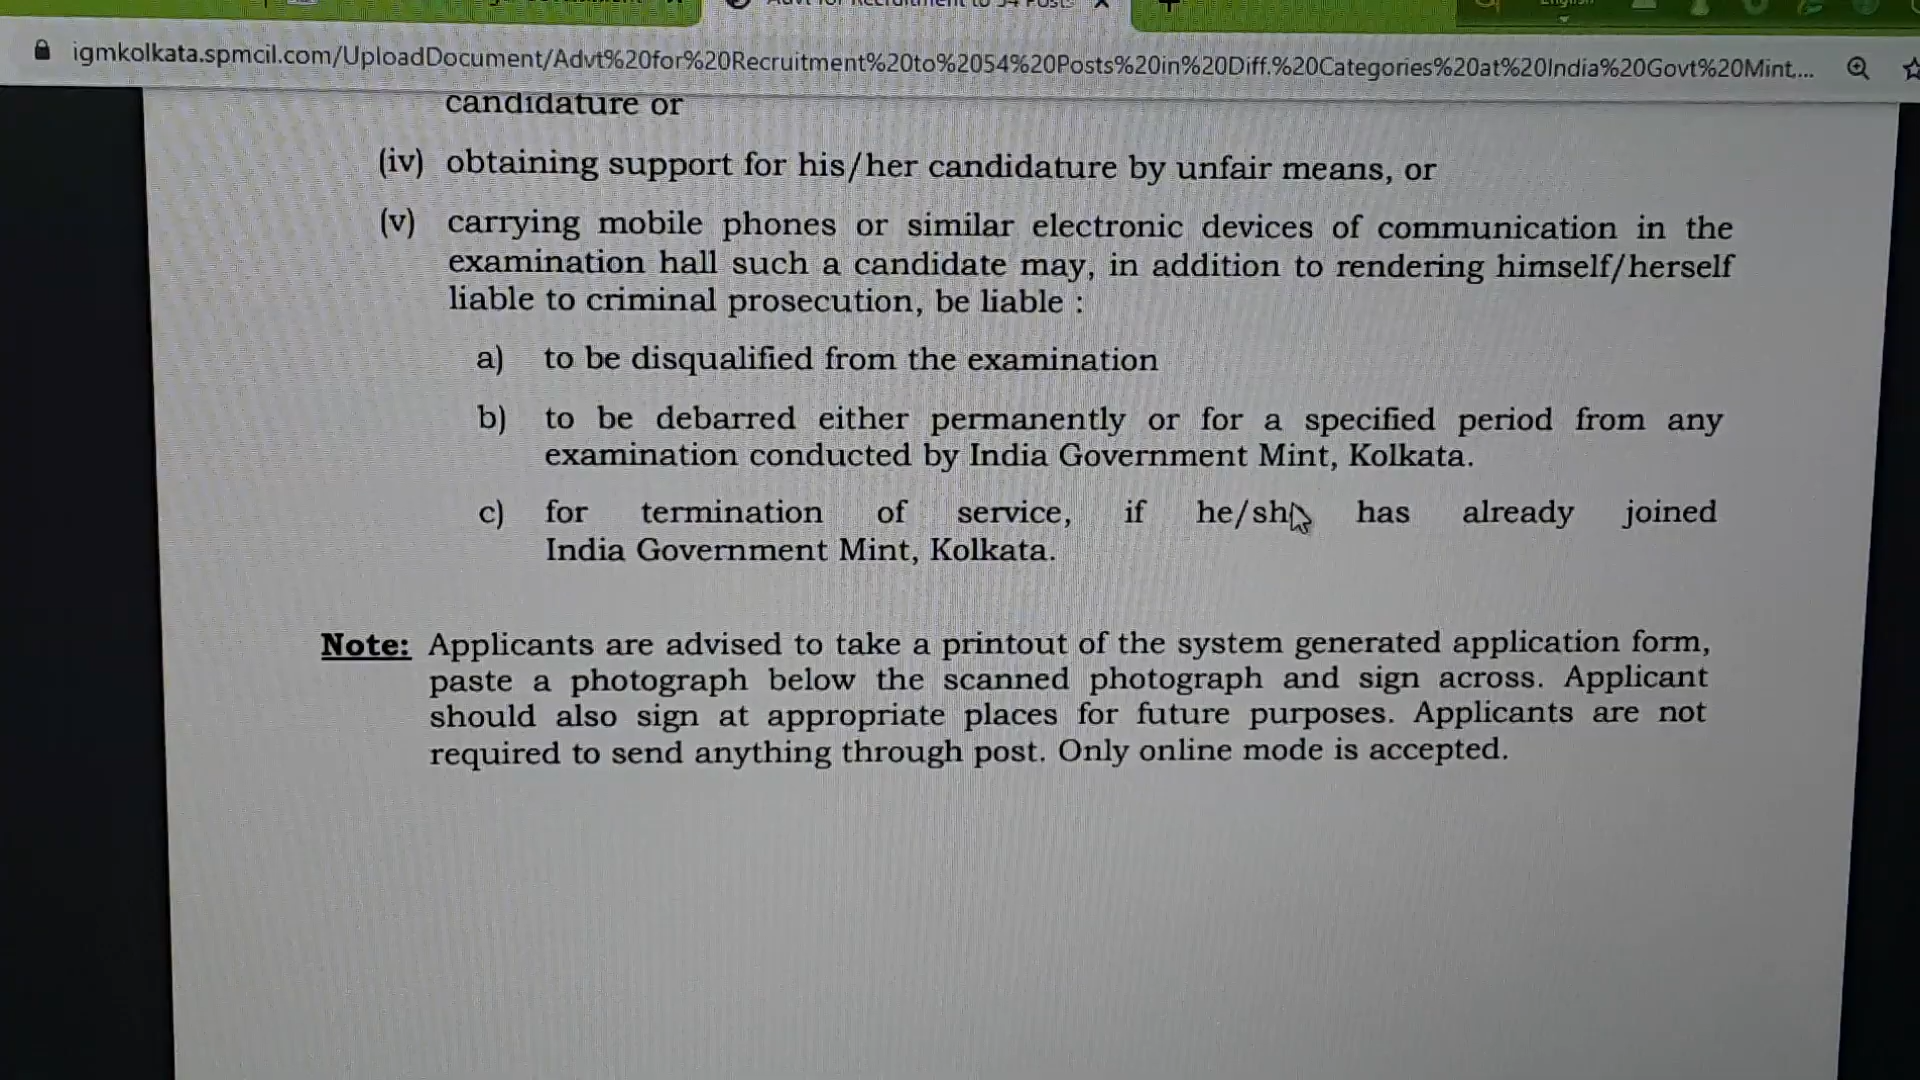 igmkolkata.spmcil.com/UploadDocument/Advt%20for%20Recruitment%20to%2054%20Posts%20in%20Diff.%20Categories%20at%20India%20Govt%20Mint...
candidature or
(iv) obtaining support for his/her candidature by unfair means, or
(v) carrying mobile phones or similar electronic devices of communication in the
examination hall such a candidate may, in addition to rendering himself/herself
liable to criminal prosecution, be liable :
a) to be disqualified from the examination
b) to be debarred either permanently or for a specified period from any
examination conducted by India Government Mint, Kolkata.
c) for termination of service, if he/sh has already joined
India Government Mint, Kolkata.
Note: Applicants are advised to take a printout of the system generated application form,
paste a photograph below the scanned photograph and sign across. Applicant
should also sign at appropriate places for future purposes. Applicants are not
required to send anything through post. Only online mode is accepted.